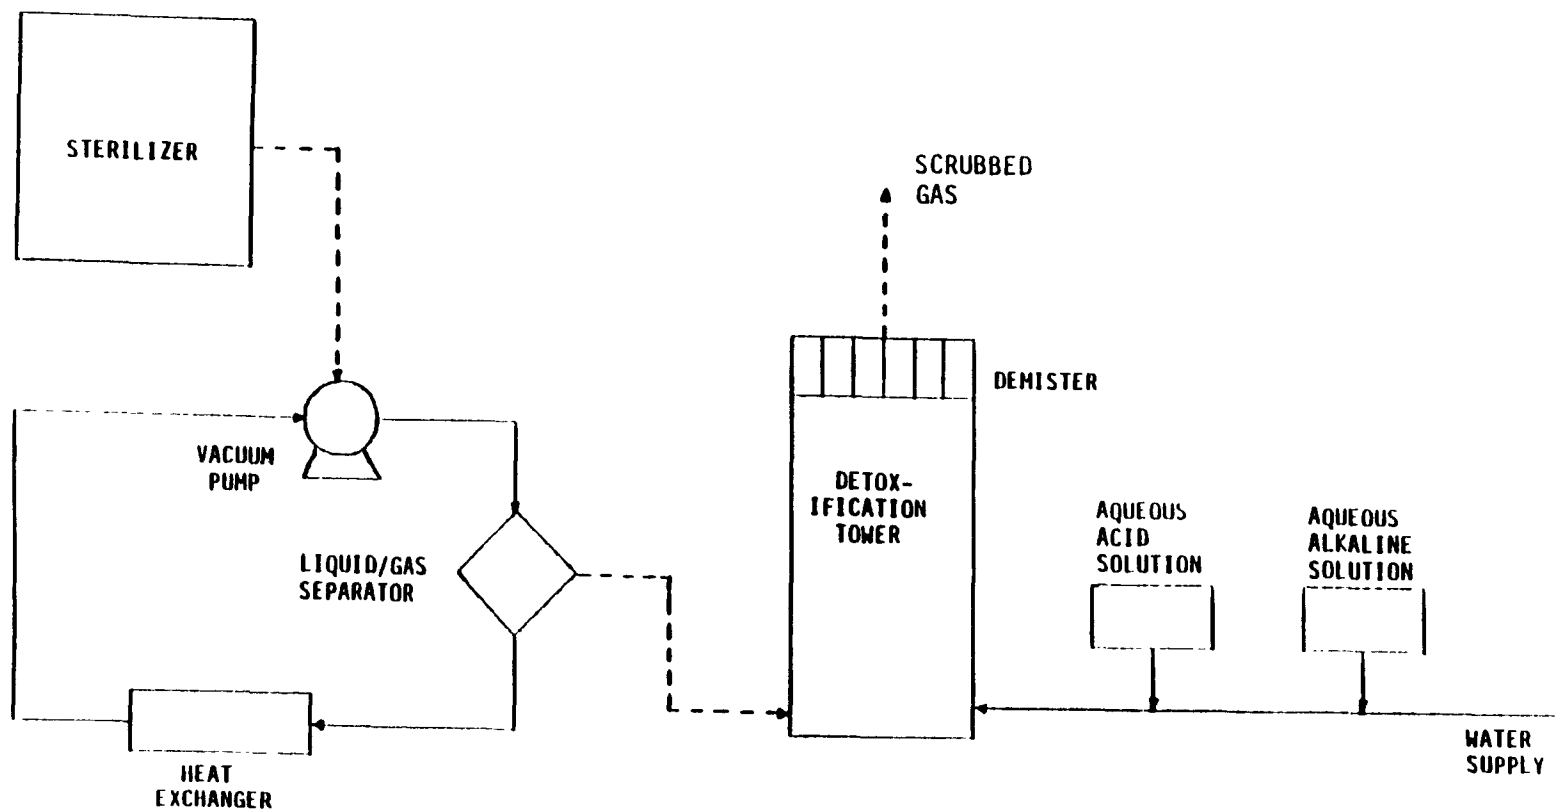 STERILIZER
SCRUBBED
GAS
DEMISTER
VACUUM
PUMP
DETOX-
IFICATION
TOWER
LIQUID/GAS
SEPARATOR
AQUEOUS
ACID
SOLUTION
AQUEOUS
ALKALINE
SOLUTION
HEAT
EXCHANGER
WATER
SUPPLY